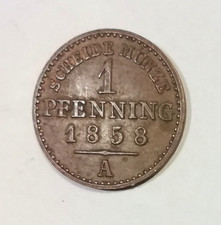 SCHEIDE MÜNZE
1
PFENNING
1858
A